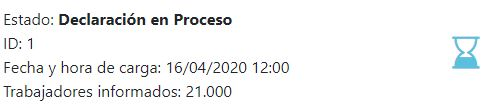 Estado: Declaración en Proceso
ID: 1
Fecha y hora de carga: 16/04/2020 12:00
Trabajadores informados: 21.000